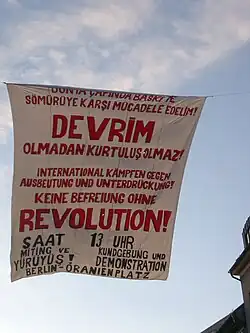 DÜNYA ÇAPINDA BASKI VE
SÖMÜRÜYE KARŞI MÜCADELE EDELİM!
DEVRİM
OLMADAN KURTULUŞ OLMAZ!
INTERNATIONAL KÄMPFEN GEGEN
AUSBEUTUNG UND UNTERDRÜCKUNG!
KEINE BEFREIUNG OHNE
REVOLUTION!
SAAT 13 UHR
MİTİNG VE KUNDGEBUNG UND
YÜRÜYÜŞ! DEMONSTRATION
BERLIN-ORANIENPLATZ